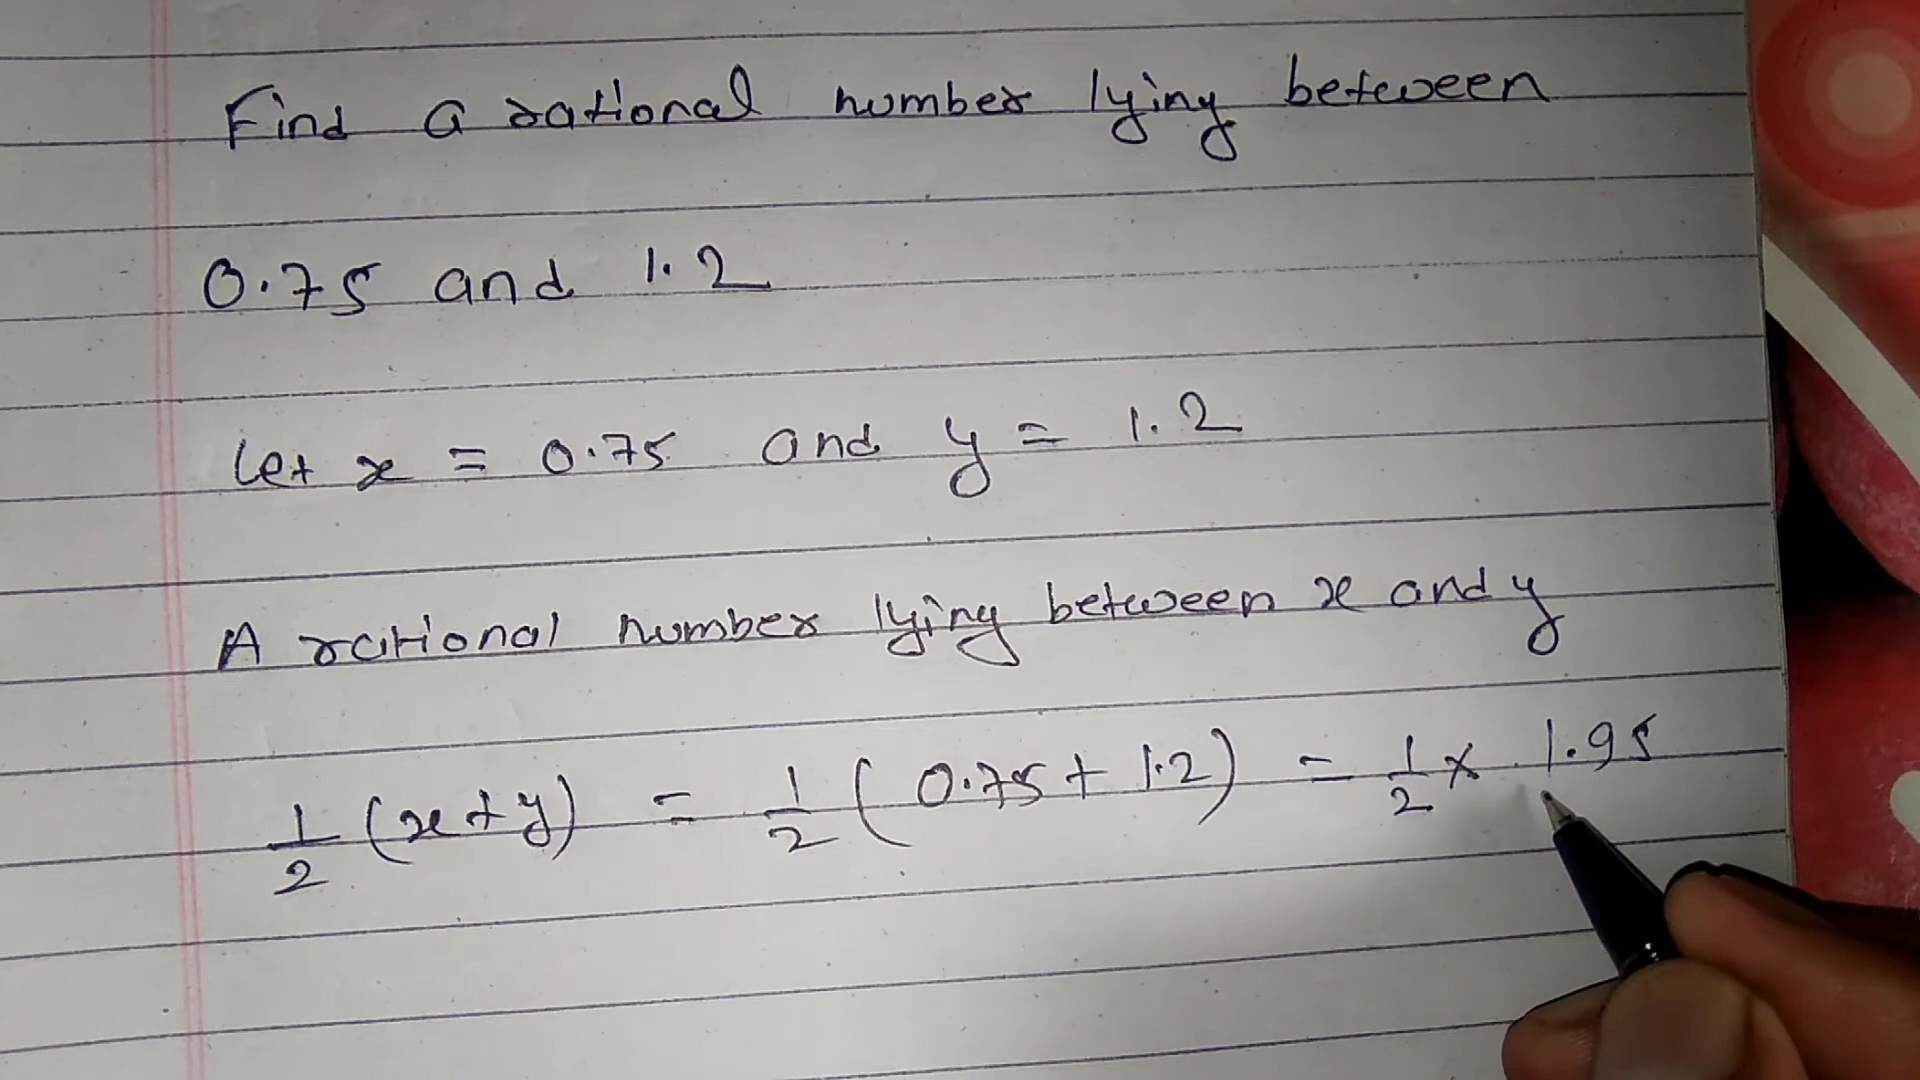 Find a rational number lying between
0.75 and 1.2
Let x = 0.75 and y = 1.2
A rational number lying between x and y
1/2 (x+y) = 1/2 (0.75 + 1.2) = 1/2 × 1.95